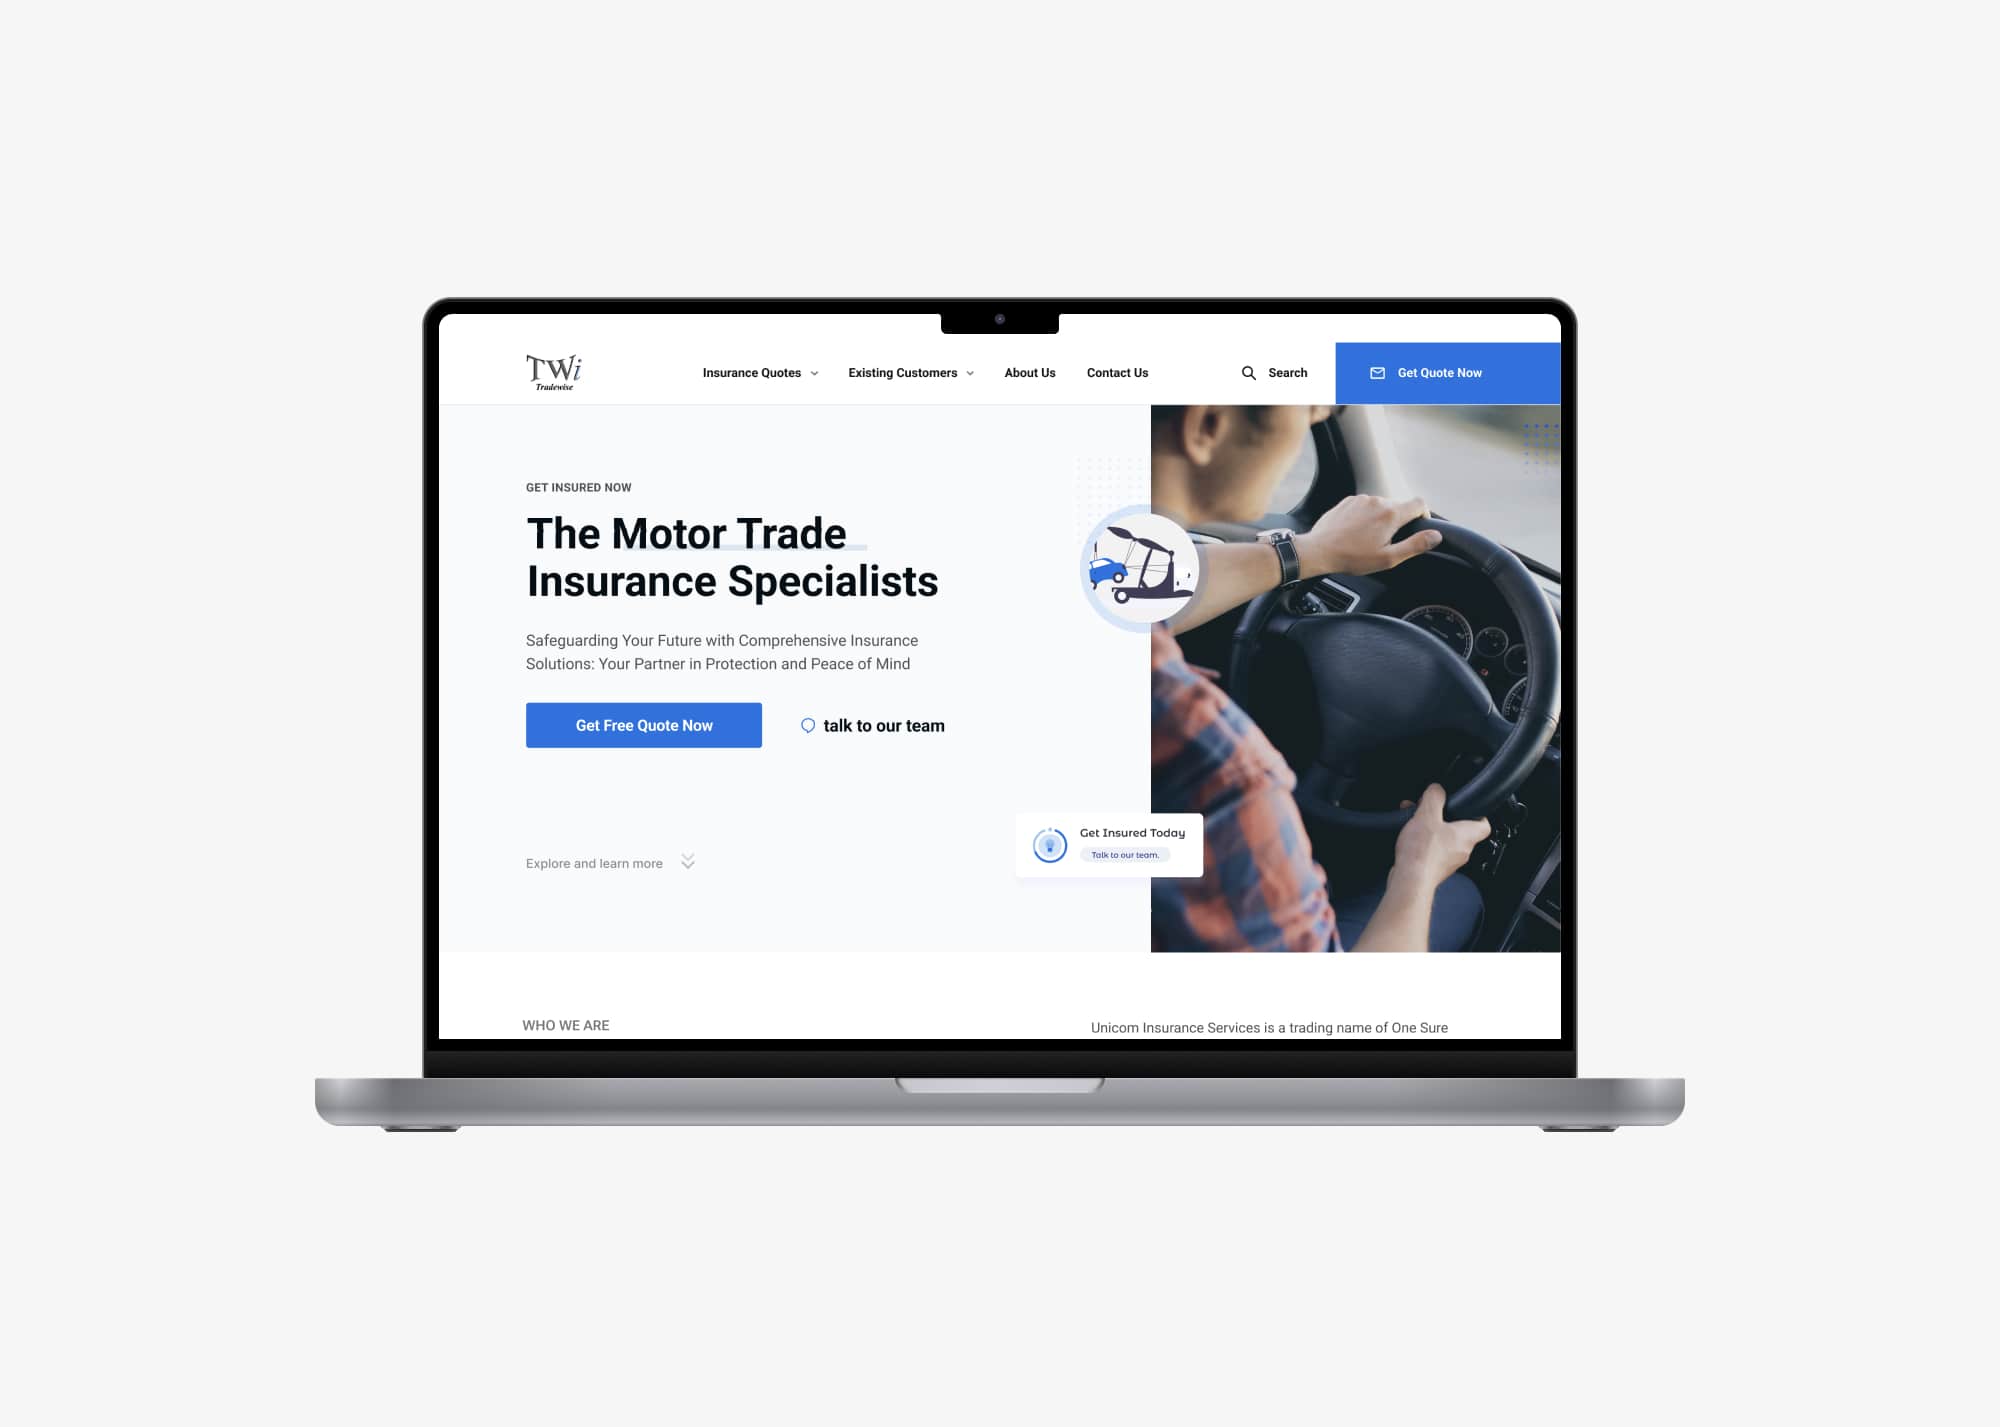 TWi
Tradewise
Insurance Quotes
Existing Customers
About Us
Contact Us
Search
Get Quote Now
GET INSURED NOW
The Motor Trade
Insurance Specialists
Safeguarding Your Future with Comprehensive Insurance
Solutions: Your Partner in Protection and Peace of Mind
Get Free Quote Now
talk to our team
Get Insured Today
Talk to our team.
Explore and learn more
WHO WE ARE
Unicom Insurance Services is a trading name of One Sure